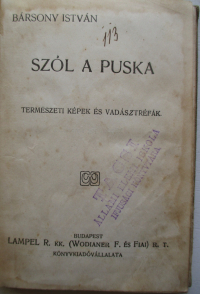 BÁRSONY ISTVÁN
113
SZÓL A PUSKA
TERMÉSZETI KÉPEK ÉS VADÁSZTRÉFÁK
BUDAPEST
LAMPEL R. KK. (WODIANER F. ÉS FIAI) R. T.
KÖNYVKIADÓVÁLLALATA